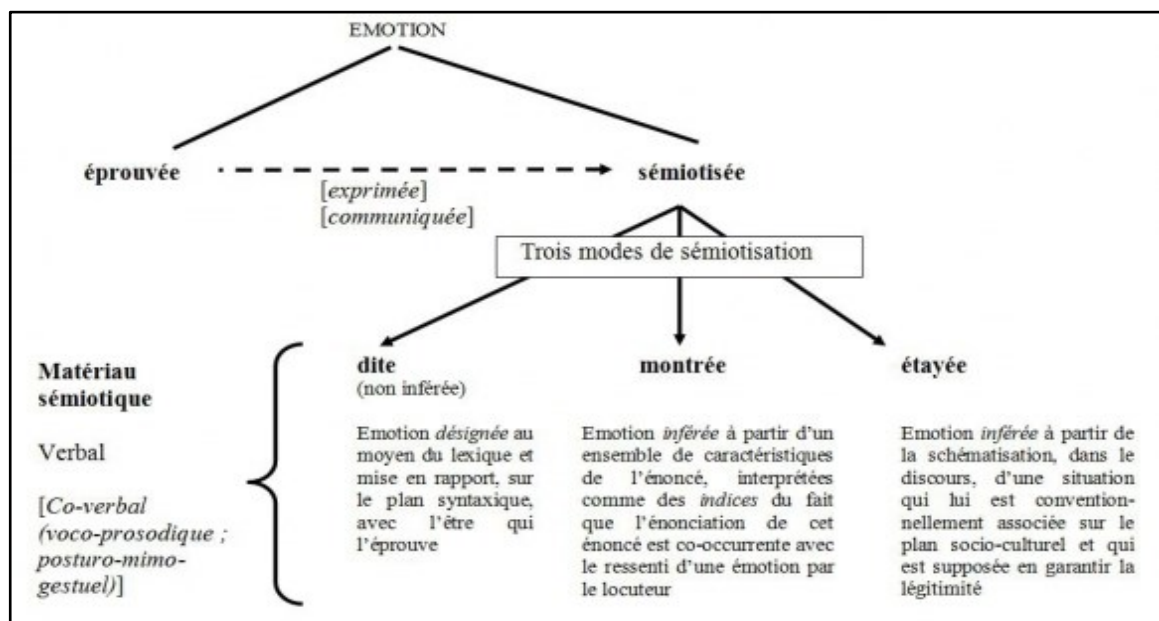 EMOTION
éprouvée
sémiotisée
[exprimée]
[communiquée]
Trois modes de sémiotisation
Matériau
sémiotique
Verbal
[Co-verbal
(voco-prosodique ;
posturo-mimo-
gestuel)]
dite
(non inférée)
Emotion désignée au
moyen du lexique et
mise en rapport, sur
le plan syntaxique,
avec l’être qui
l’éprouve
montrée
Emotion inférée à partir d’un
ensemble de caractéristiques
de l’énoncé, interprétées
comme des indices du fait
que l’énonciation de cet
énoncé est co-occurrente avec
le ressenti d’une émotion par
le locuteur
étayée
Emotion inférée à partir de
la schématisation, dans le
discours, d’une situation
qui lui est convention-
nellement associée sur le
plan socio-culturel et qui
est supposée en garantir la
légitimité